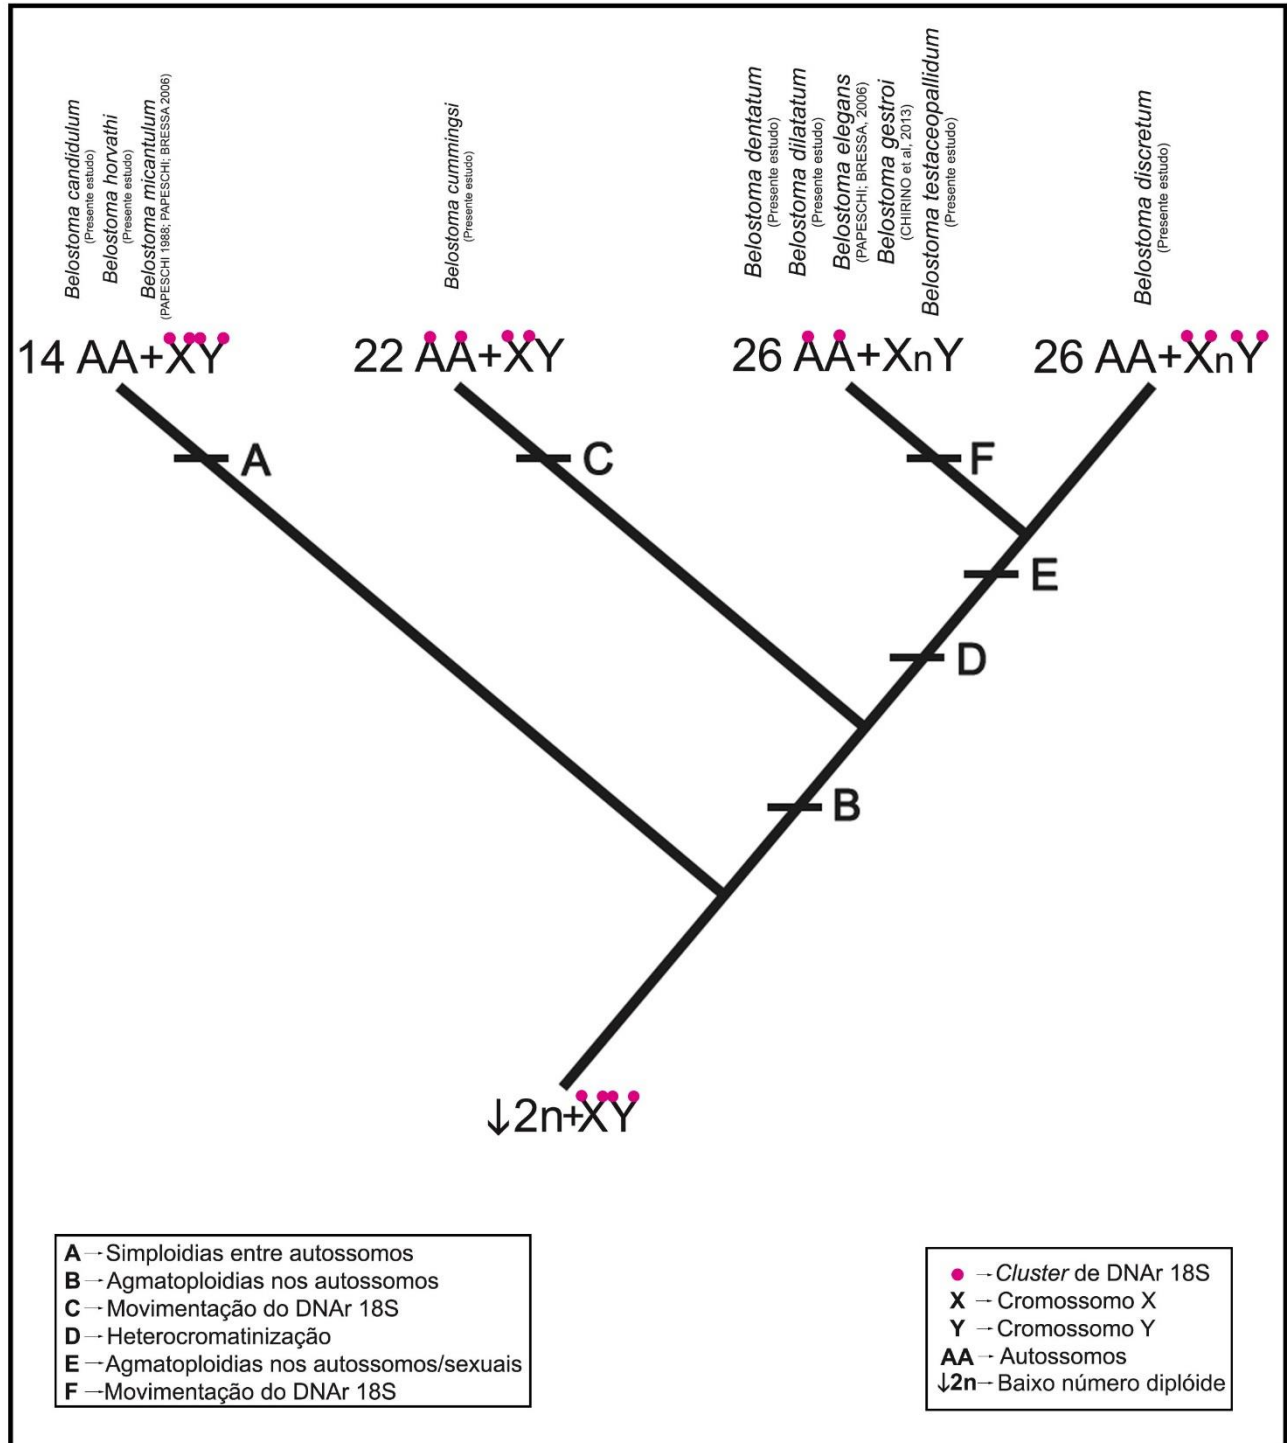 Belostoma candidulum
(Presente estudo)
Belostoma horvathi
(Presente estudo)
Belostoma micantulum
(PAPESCHI 1988; PAPESCHI; BRESSA 2006)
Belostoma cummingsi
(Presente estudo)
Belostoma dentatum
(Presente estudo)
Belostoma dilatatum
(Presente estudo)
Belostoma elegans
(PAPESCHI; BRESSA, 2006)
Belostoma gestroi
(CHIRINO et al, 2013)
Belostoma testaceopallidum
(Presente estudo)
Belostoma discretum
(Presente estudo)
14 AA+XY
22 AA+XY
26 AA+XnY
26 AA+XnY
A
C
F
E
D
B
↓2n+XY
A→Simploidias entre autossomos
B→Agmatoploidias nos autossomos
C→Movimentação do DNAr 18S
D→Heterocromatinização
E→Agmatoploidias nos autossomos/sexuais
F→Movimentação do DNAr 18S
→Cluster de DNAr 18S
X → Cromossomo X
Y → Cromossomo Y
AA → Autossomos
↓2n→Baixo número diplóide